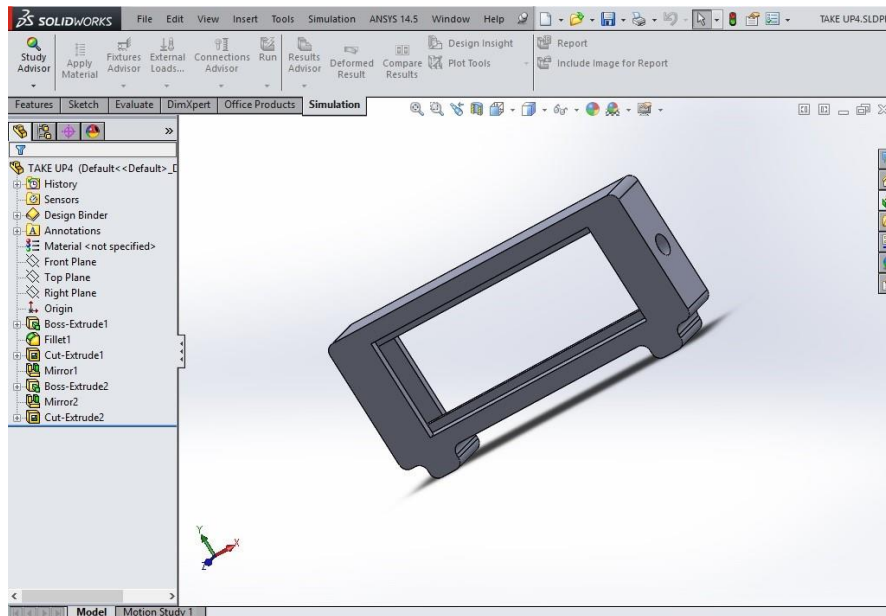 SOLIDWORKS File Edit View Insert Tools Simulation ANSYS 14.5 Window Help TAKE UP4.SLDP
Study Advisor
Apply Material
Fixtures Advisor
External Loads...
Connections Advisor
Run
Results Advisor
Deformed Result
Compare Results
Design Insight
Plot Tools
Report
Include Image for Report
Features Sketch Evaluate DimXpert Office Products Simulation
TAKE UP4 (Default<<Default>_D
History
Sensors
Design Binder
Annotations
Material <not specified>
Front Plane
Top Plane
Right Plane
Origin
Boss-Extrude1
Fillet1
Cut-Extrude1
Mirror1
Boss-Extrude2
Mirror2
Cut-Extrude2
Y
X
Z
Model Motion Study 1